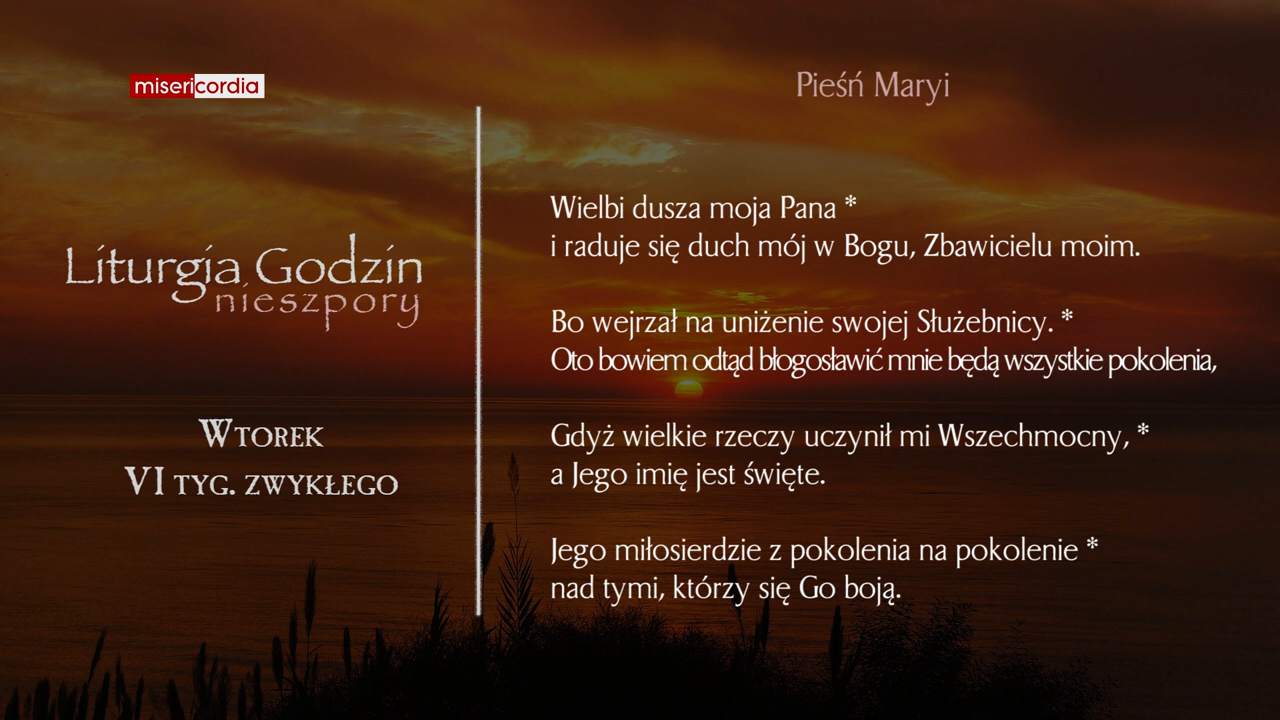 misericordia
Liturgia Godzin
nieszpory
Wtorek
VI tyg. zwykłego
Pieśń Maryi
Wielbi dusza moja Pana *
i raduje się duch mój w Bogu, Zbawicielu moim.
Bo wejrzał na uniżenie swojej Służebnicy. *
Oto bowiem odtąd błogosławić mnie będą wszystkie pokolenia,
Gdyż wielkie rzeczy uczynił mi Wszechmocny, *
a Jego imię jest święte.
Jego miłosierdzie z pokolenia na pokolenie *
nad tymi, którzy się Go boją.